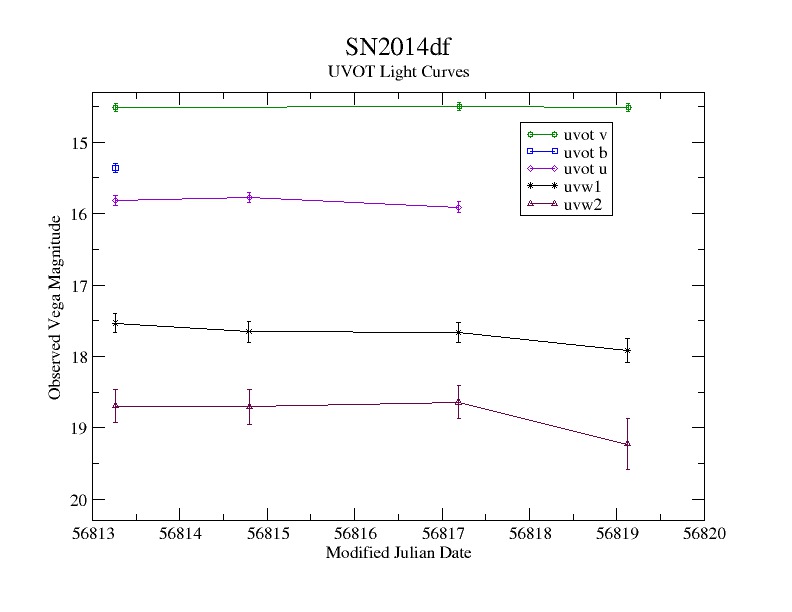 SN2014df
UVOT Light Curves
uvot v
uvot b
uvot u
uvw1
uvw2
Observed Vega Magnitude
15
16
17
18
19
20
56813 56814 56815 56816 56817 56818 56819 56820
Modified Julian Date